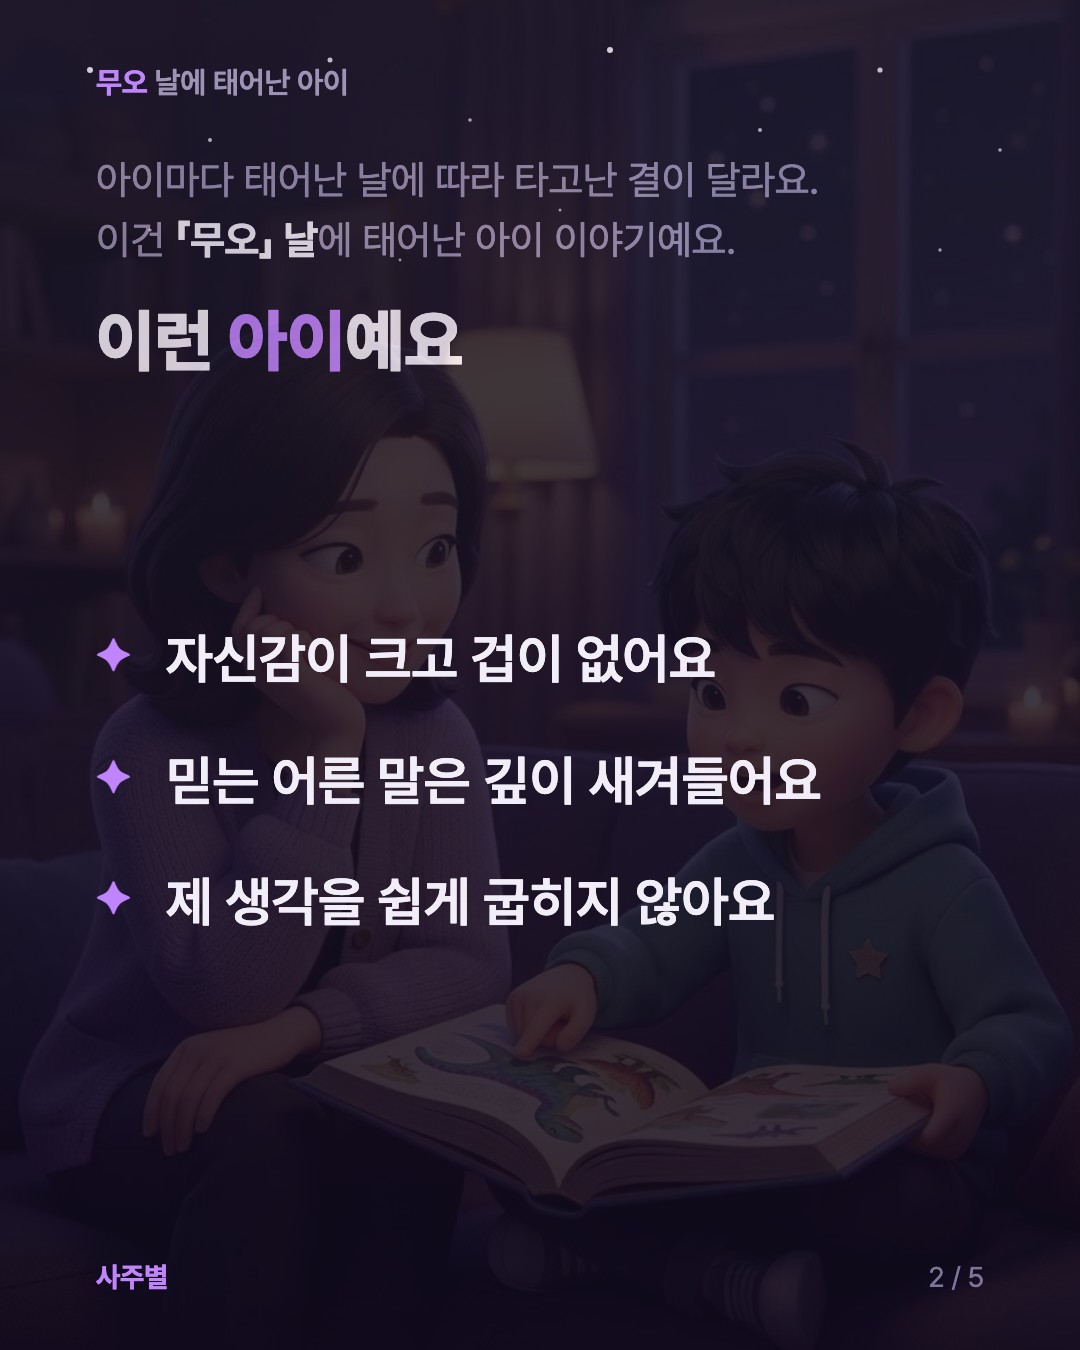 무오 날에 태어난 아이
아이마다 태어난 날에 따라 타고난 결이 달라요.
이건 「무오」 날에 태어난 아이 이야기예요.
이런 아이예요
자신감이 크고 겁이 없어요
믿는 어른 말은 깊이 새겨들어요
제 생각을 쉽게 굽히지 않아요
사주별
2 / 5